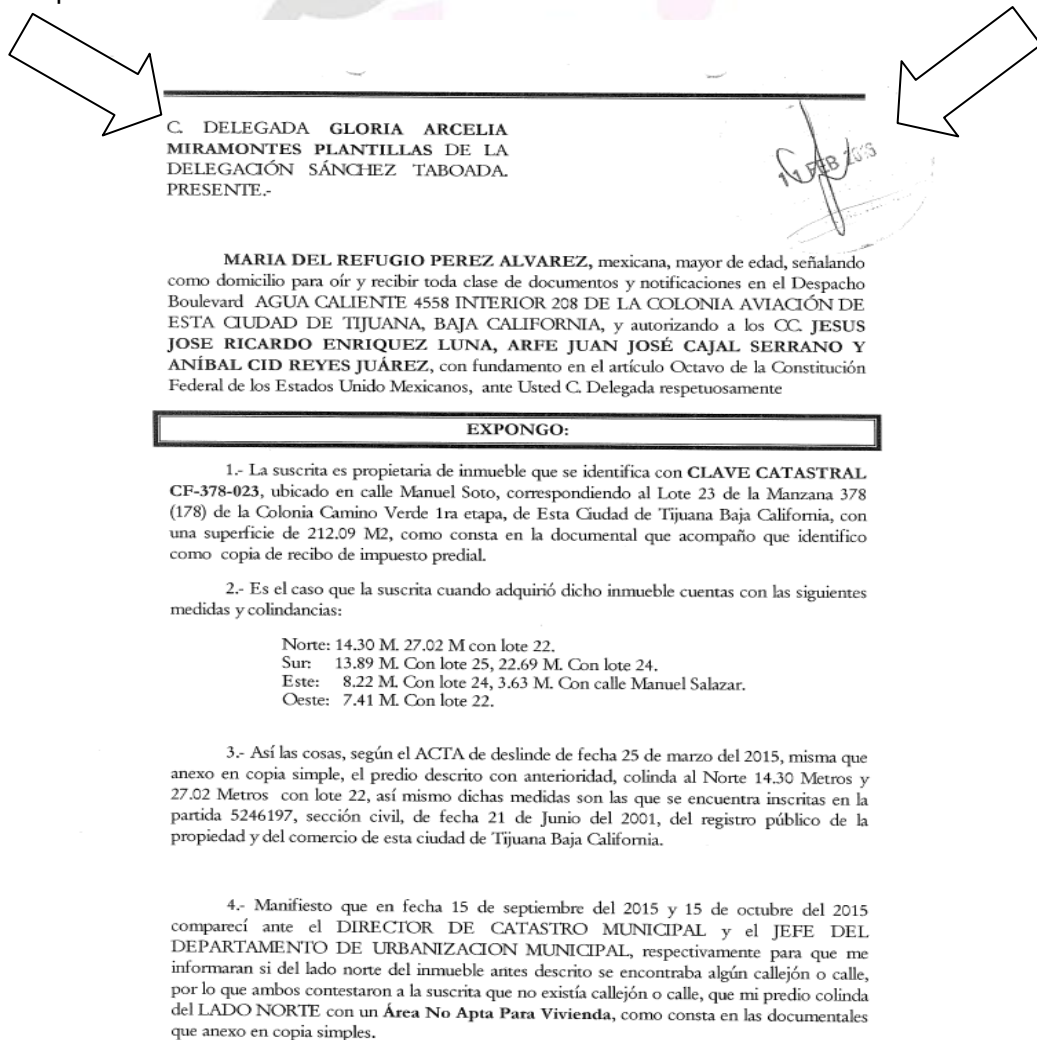 C. DELEGADA GLORIA ARCELIA
MIRAMONTES PLANTILLAS DE LA
DELEGACIÓN SÁNCHEZ TABOADA.
PRESENTE.-
11 FEB
MARIA DEL REFUGIO PEREZ ALVAREZ, mexicana, mayor de edad, señalando
como domicilio para oír y recibir toda clase de documentos y notificaciones en el Despacho
Boulevard AGUA CALIENTE 4558 INTERIOR 208 DE LA COLONIA AVIACIÓN DE
ESTA CIUDAD DE TIJUANA, BAJA CALIFORNIA, y autorizando a los CC. JESUS
JOSE RICARDO ENRIQUEZ LUNA, ARFE JUAN JOSÉ CAJAL SERRANO Y
ANÍBAL CID REYES JUÁREZ, con fundamento en el artículo Octavo de la Constitución
Federal de los Estados Unido Mexicanos, ante Usted C. Delegada respetuosamente
EXPONGO:
1.- La suscrita es propietaria de inmueble que se identifica con CLAVE CATASTRAL
CF-378-023, ubicado en calle Manuel Soto, correspondiendo al Lote 23 de la Manzana 378
(178) de la Colonia Camino Verde 1ra etapa, de Esta Ciudad de Tijuana Baja California, con
una superficie de 212.09 M2, como consta en la documental que acompaño que identifico
como copia de recibo de impuesto predial.
2.- Es el caso que la suscrita cuando adquirió dicho inmueble cuentas con las siguientes
medidas y colindancias:
Norte: 14.30 M. 27.02 M con lote 22.
Sur: 13.89 M. Con lote 25, 22.69 M. Con lote 24.
Este: 8.22 M. Con lote 24, 3.63 M. Con calle Manuel Salazar.
Oeste: 7.41 M. Con lote 22.
3.- Así las cosas, según el ACTA de deslinde de fecha 25 de marzo del 2015, misma que
anexo en copia simple, el predio descrito con anterioridad, colinda al Norte 14.30 Metros y
27.02 Metros con lote 22, así mismo dichas medidas son las que se encuentra inscritas en la
partida 5246197, sección civil, de fecha 21 de Junio del 2001, del registro público de la
propiedad y del comercio de esta ciudad de Tijuana Baja California.
4.- Manifiesto que en fecha 15 de septiembre del 2015 y 15 de octubre del 2015
comparecí ante el DIRECTOR DE CATASTRO MUNICIPAL y el JEFE DEL
DEPARTAMENTO DE URBANIZACION MUNICIPAL, respectivamente para que me
informaran si del lado norte del inmueble antes descrito se encontraba algún callejón o calle,
por lo que ambos contestaron a la suscrita que no existía callejón o calle, que mi predio colinda
del LADO NORTE con un Área No Apta Para Vivienda, como consta en las documentales
que anexo en copia simples.